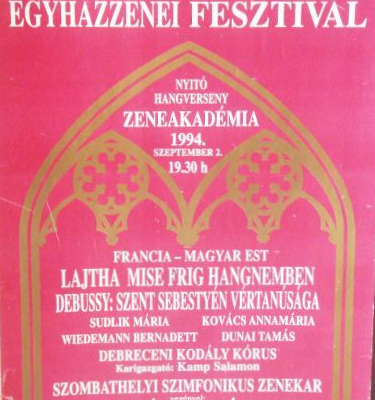 EGYHÁZZENEI FESZTIVÁL
NYITÓ
HANGVERSENY
ZENEAKADÉMIA
1994.
SZEPTEMBER 2.
19.30 h
FRANCIA – MAGYAR EST
LAJTHA MISE FRIG HANGNEMBEN
DEBUSSY: SZENT SEBESTYÉN VÉRTANÚSÁGA
SUDLIK MÁRIA KOVÁCS ANNAMÁRIA
WIEDEMANN BERNADETT DUNAI TAMÁS
DEBRECENI KODÁLY KÓRUS
Karigazgató: Kamp Salamon
SZOMBATHELYI SZIMFONIKUS ZENEKAR
vezényel: